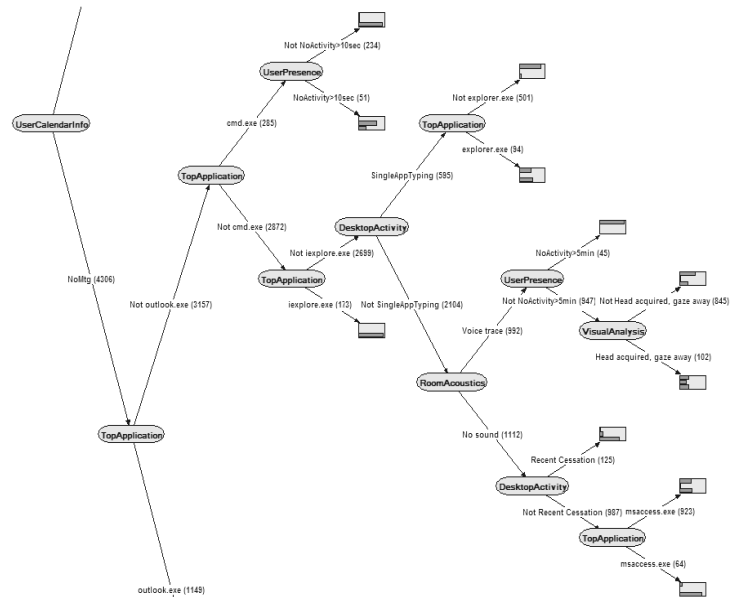 Not NoActivity>10sec (234)
UserPresence
NoActivity>10sec (51)
Not explorer.exe (501)
UserCalendarInfo
cmd.exe (285)
TopApplication
explorer.exe (94)
TopApplication
SingleAppTyping (595)
Not cmd.exe (2872)
DesktopActivity
Not iexplore.exe (2699)
NoActivity>5min (45)
NoMtg (4306)
TopApplication
UserPresence
Not outlook.exe (3157)
iexplore.exe (173)
Not SingleAppTyping (2104)
Not NoActivity>5min (947)
Not Head acquired, gaze away (845)
Voice trace (992)
VisualAnalysis
Head acquired, gaze away (102)
RoomAcoustics
TopApplication
No sound (1112)
Recent Cessation (125)
DesktopActivity
Not Recent Cessation (987)
msaccess.exe (923)
TopApplication
msaccess.exe (64)
outlook.exe (1149)